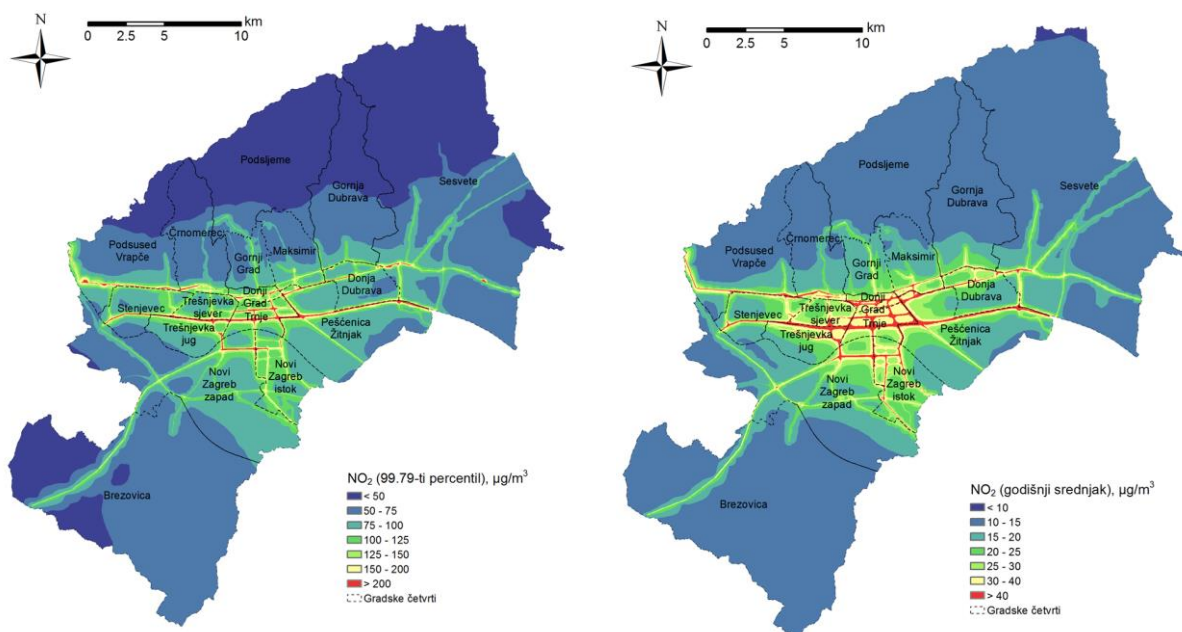 N
km
0 2.5 5 10
Podsljeme
Gornja
Dubrava
Sesvete
Črnomerec
Podsused
Vrapče
Gornji
Grad
Maksimir
Donji
Grad
Donja
Dubrava
Stenjevec
Trešnjevka
sjever
Trnje
Trešnjevka
jug
Pešćenica
Žitnjak
Novi
Zagreb
zapad
Novi
Zagreb
istok
Brezovica
NO₂ (99.79-ti percentil), µg/m³
< 50
50 - 75
75 - 100
100 - 125
125 - 150
150 - 200
> 200
Gradske četvrti
N
km
0 2.5 5 10
Podsljeme
Gornja
Dubrava
Sesvete
Črnomerec
Podsused
Vrapče
Gornji
Grad
Maksimir
Donji
Grad
Donja
Dubrava
Stenjevec
Trešnjevka
sjever
Trnje
Trešnjevka
jug
Pešćenica
Žitnjak
Novi
Zagreb
zapad
Novi
Zagreb
istok
Brezovica
NO₂ (godišnji srednjak), µg/m³
< 10
10 - 15
15 - 20
20 - 25
25 - 30
30 - 40
> 40
Gradske četvrti